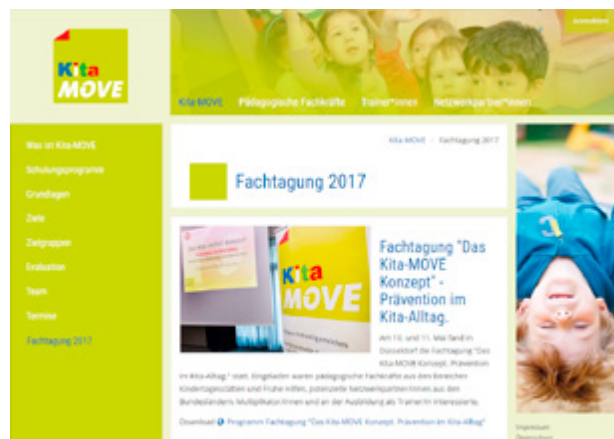 Kita
MOVE
Anmelden
Kita-MOVE Pädagogische Fachkräfte Trainer*innen Netzwerkpartner*innen
Was ist Kita-MOVE
Schulungsprogramm
Grundlagen
Ziele
Zielgruppen
Evaluation
Team
Termine
Fachtagung 2017
Kita-MOVE Fachtagung 2017
Fachtagung 2017
Kita
MOVE
Fachtagung "Das
Kita-MOVE
Konzept" -
Prävention im
Kita-Alltag.
Am 10. und 11. Mai fand in
Düsseldorf die Fachtagung "Das
Kita-MOVE Konzept. Prävention
im Kita-Alltag." statt. Eingeladen waren pädagogische Fachkräfte aus den Bereichen
Kindertagesstätten und Frühe Hilfen, potenzielle Netzwerkpartner/innen aus den
Bundesländern, Multiplikator/innen und an der Ausbildung als Trainer/in Interessierte.
Download Programm Fachtagung "Das Kita-MOVE Konzept. Prävention im Kita-Alltag"
Impressum
Datenschutz